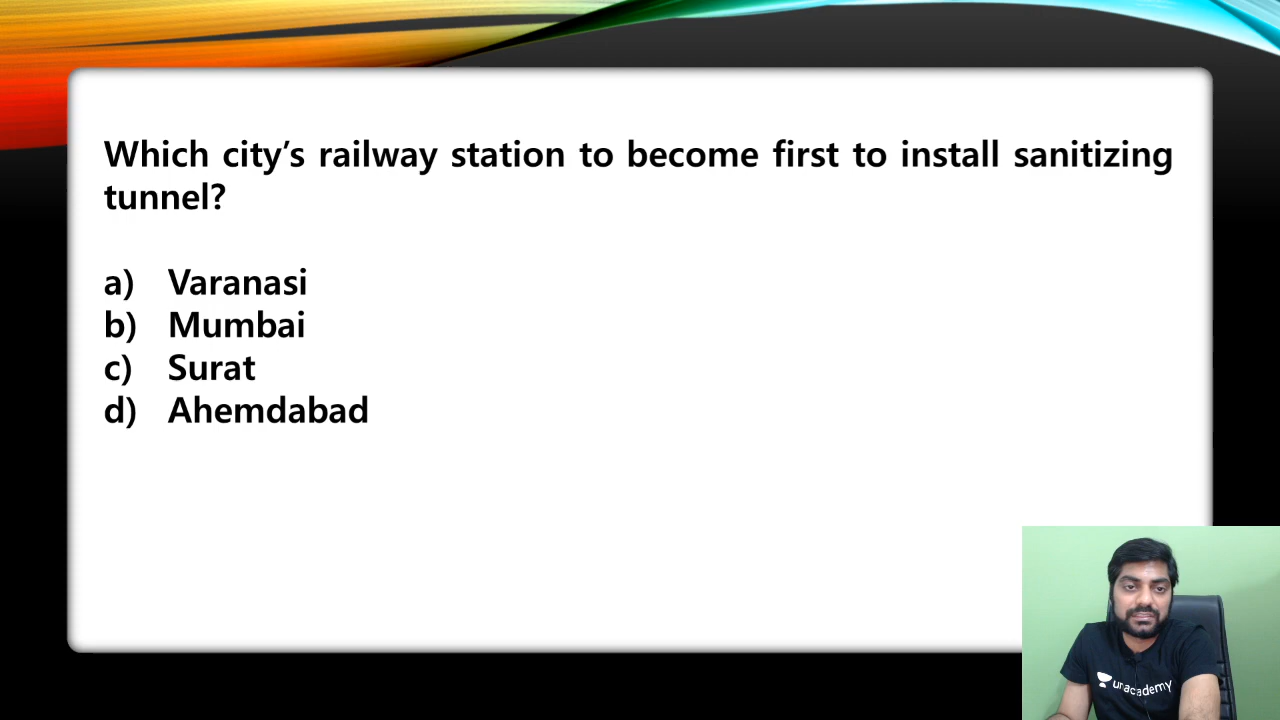 Which city’s railway station to become first to install sanitizing
tunnel?
a) Varanasi
b) Mumbai
c) Surat
d) Ahemdabad
unacademy